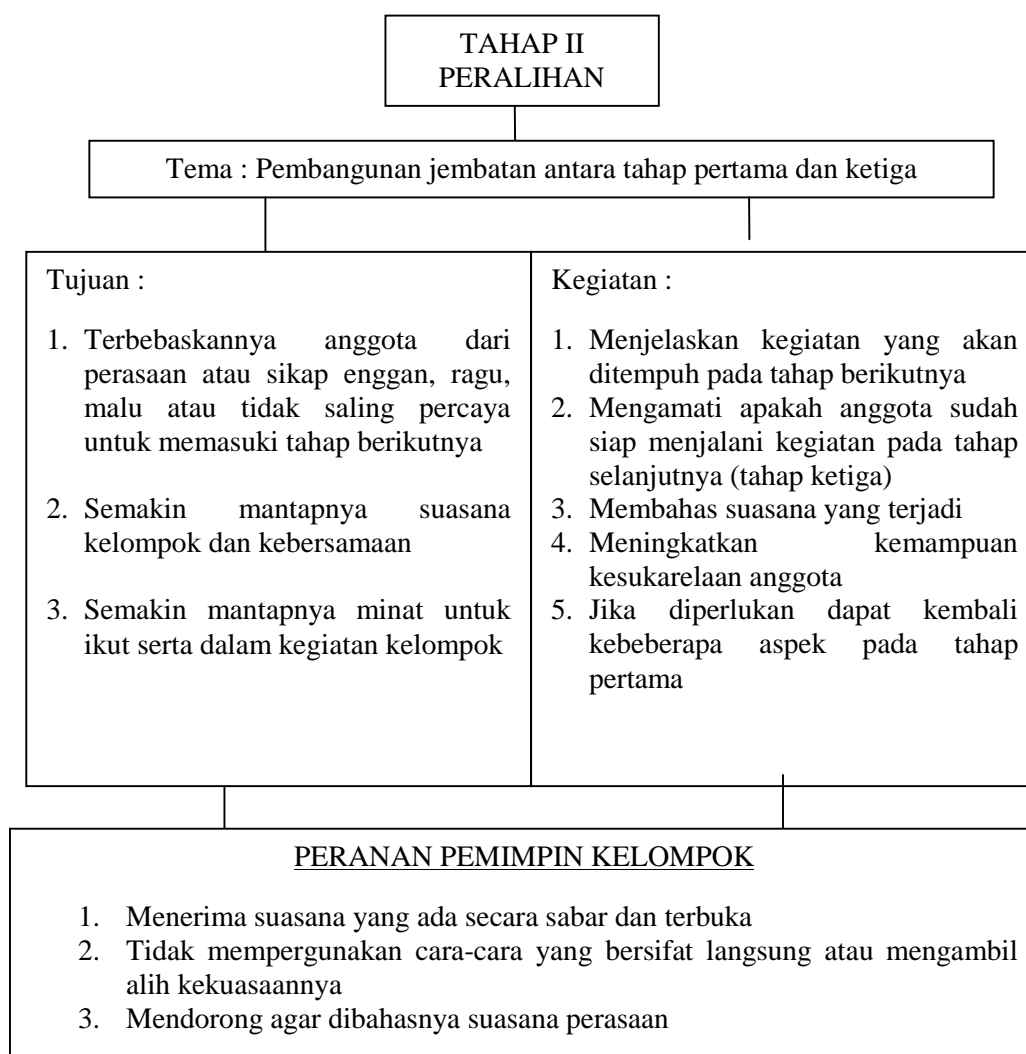 TAHAP II
PERALIHAN
Tema : Pembangunan jembatan antara tahap pertama dan ketiga
Tujuan :
1. Terbebaskannya anggota dari
perasaan atau sikap enggan, ragu,
malu atau tidak saling percaya
untuk memasuki tahap berikutnya
2. Semakin mantapnya suasana
kelompok dan kebersamaan
3. Semakin mantapnya minat untuk
ikut serta dalam kegiatan kelompok
Kegiatan :
1. Menjelaskan kegiatan yang akan
ditempuh pada tahap berikutnya
2. Mengamati apakah anggota sudah
siap menjalani kegiatan pada tahap
selanjutnya (tahap ketiga)
3. Membahas suasana yang terjadi
4. Meningkatkan kemampuan
kesukarelaan anggota
5. Jika diperlukan dapat kembali
kebeberapa aspek pada tahap
pertama
PERANAN PEMIMPIN KELOMPOK
1. Menerima suasana yang ada secara sabar dan terbuka
2. Tidak mempergunakan cara-cara yang bersifat langsung atau mengambil
alih kekuasaannya
3. Mendorong agar dibahasnya suasana perasaan